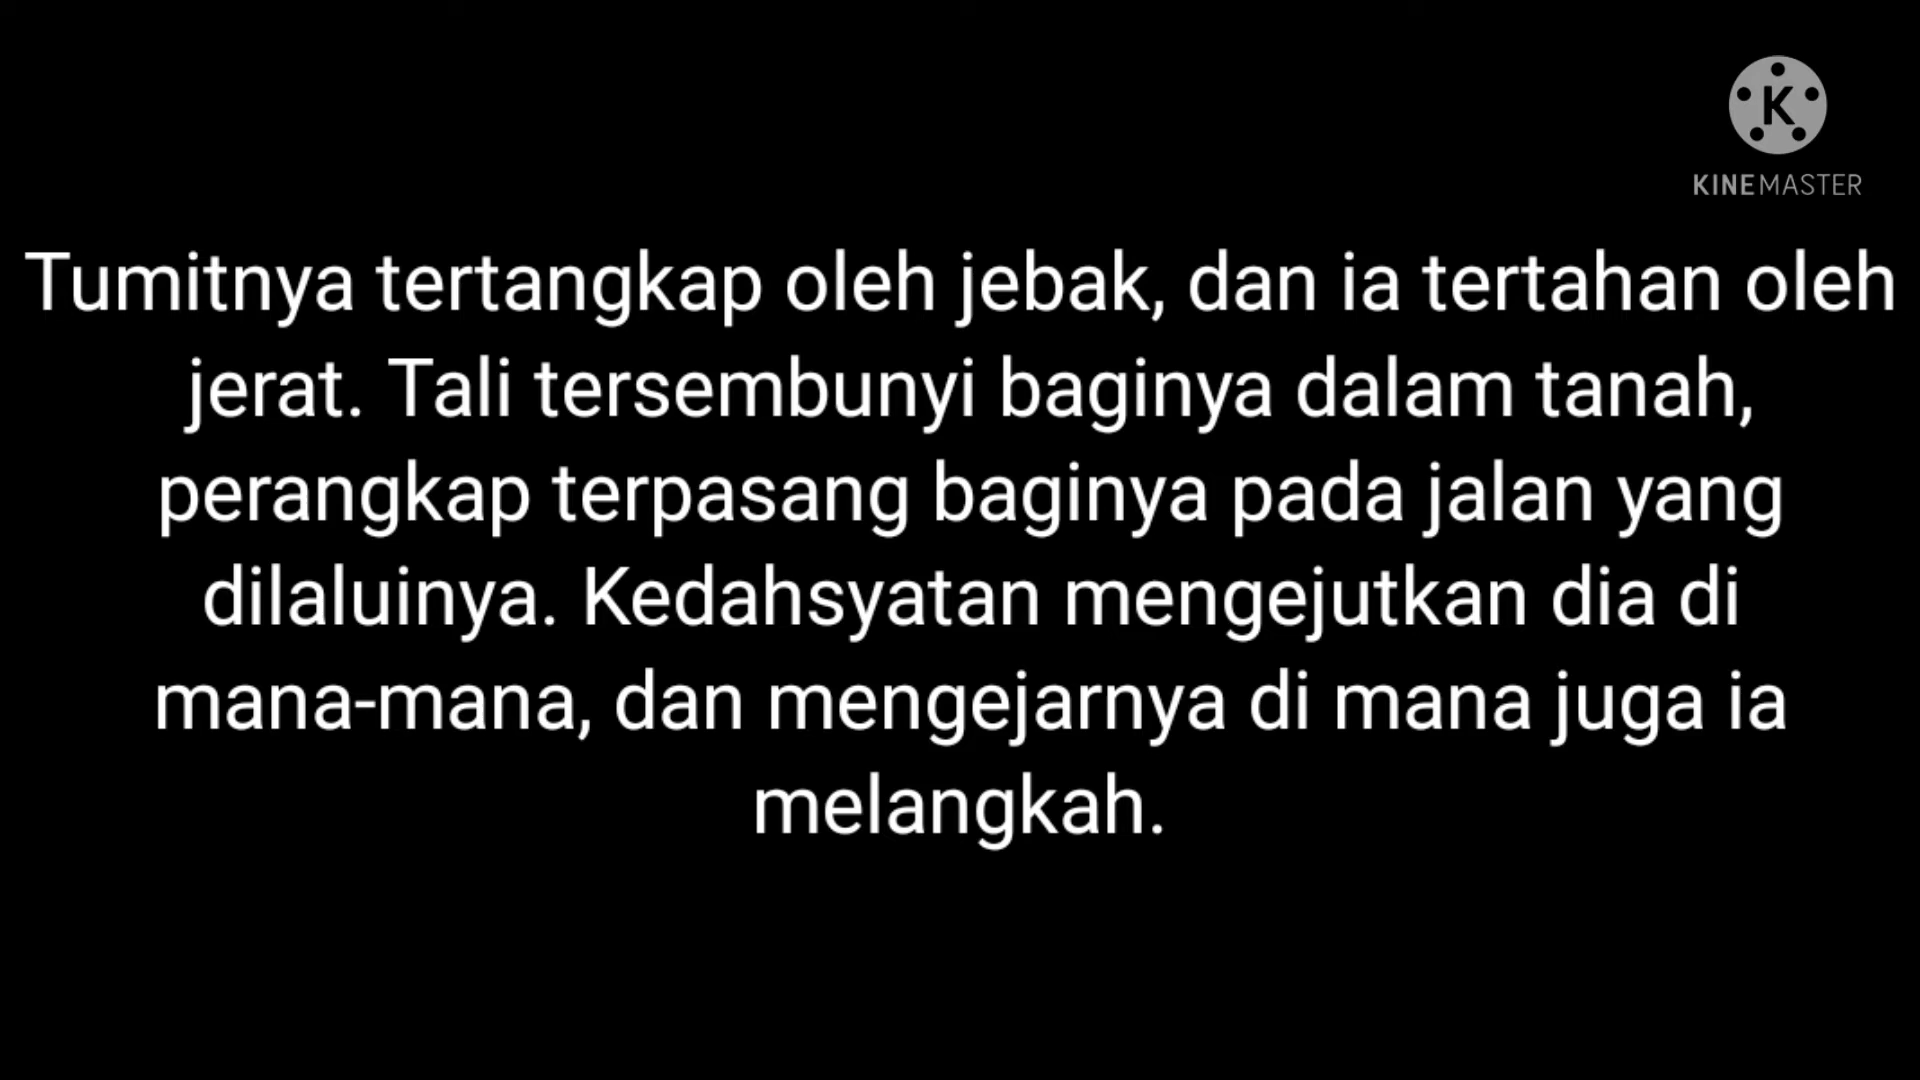 KINEMASTER
Tumitnya tertangkap oleh jebak, dan ia tertahan oleh
jerat. Tali tersembunyi baginya dalam tanah,
perangkap terpasang baginya pada jalan yang
dilaluinya. Kedahsyatan mengejutkan dia di
mana-mana, dan mengejarnya di mana juga ia
melangkah.